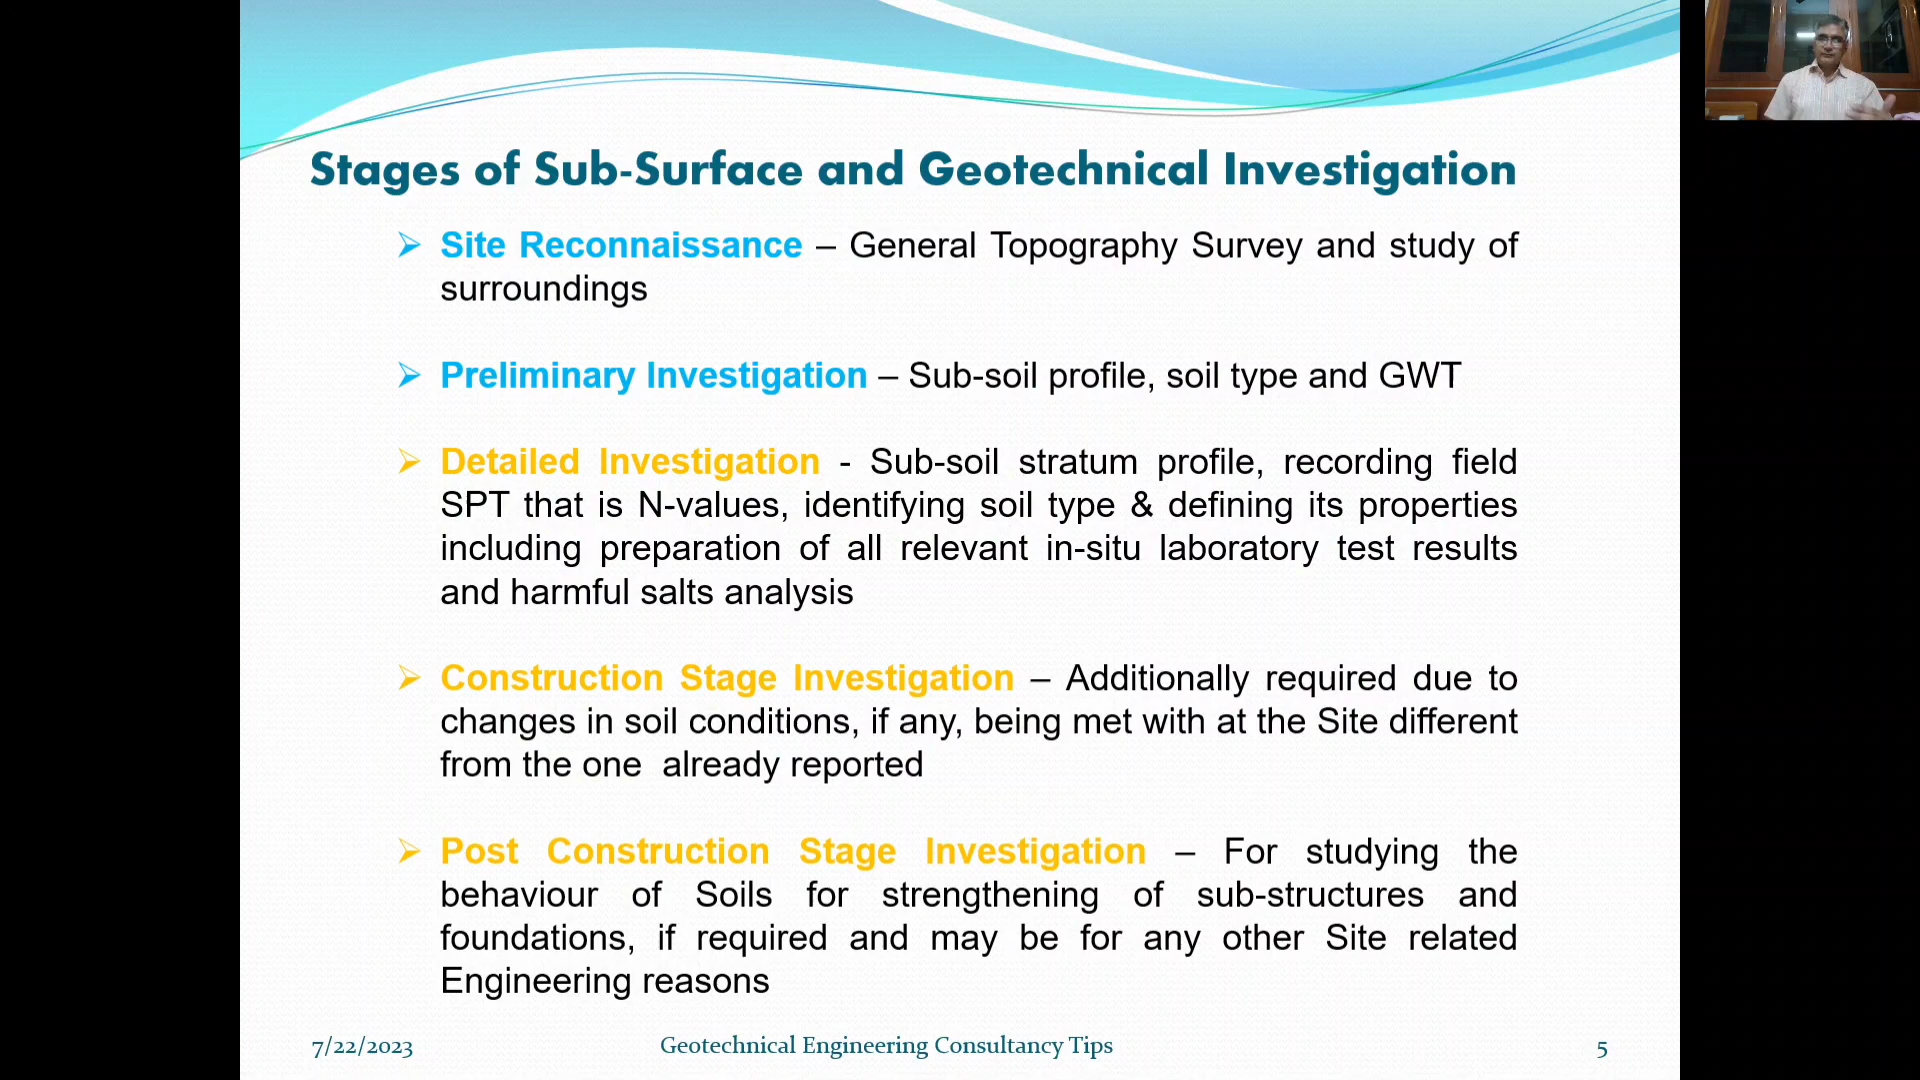 Stages of Sub-Surface and Geotechnical Investigation
Site Reconnaissance – General Topography Survey and study of
surroundings
Preliminary Investigation – Sub-soil profile, soil type and GWT
Detailed Investigation - Sub-soil stratum profile, recording field
SPT that is N-values, identifying soil type & defining its properties
including preparation of all relevant in-situ laboratory test results
and harmful salts analysis
Construction Stage Investigation – Additionally required due to
changes in soil conditions, if any, being met with at the Site different
from the one already reported
Post Construction Stage Investigation – For studying the
behaviour of Soils for strengthening of sub-structures and
foundations, if required and may be for any other Site related
Engineering reasons
7/22/2023 Geotechnical Engineering Consultancy Tips 5